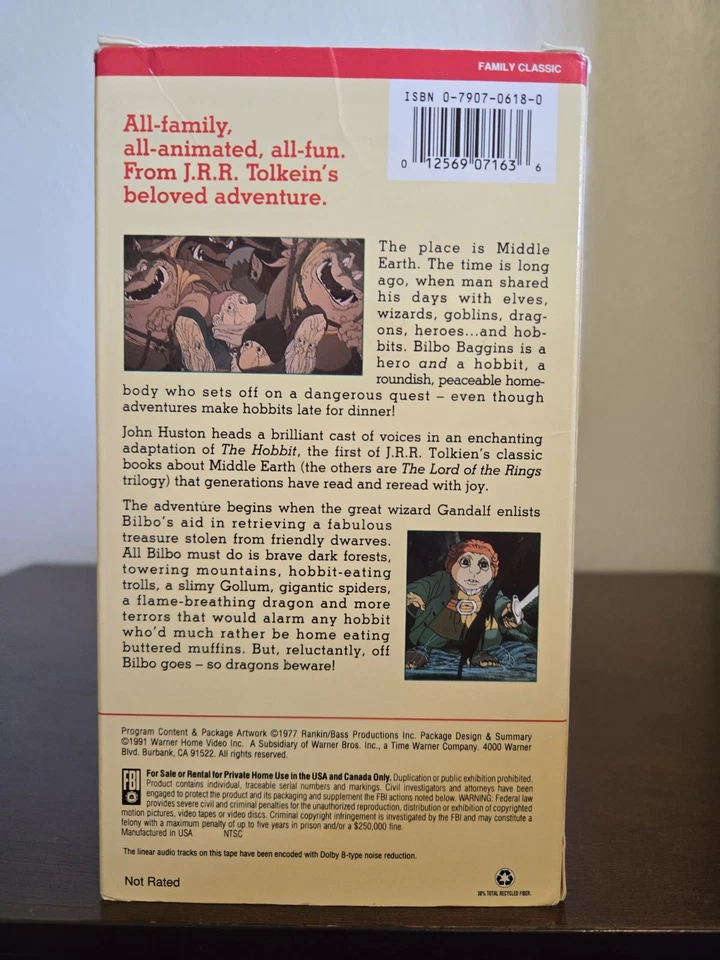 FAMILY CLASSIC
ISBN 0-7907-0618-0
0 12569 07163 6
All-family,
all-animated, all-fun.
From J.R.R. Tolkein's
beloved adventure.
The place is Middle
Earth. The time is long
ago, when man shared
his days with elves,
wizards, goblins, drag-
ons, heroes...and hob-
bits. Bilbo Baggins is a
hero and a hobbit, a
roundish, peaceable home-
body who sets off on a dangerous quest – even though
adventures make hobbits late for dinner!
John Huston heads a brilliant cast of voices in an enchanting
adaptation of The Hobbit, the first of J.R.R. Tolkien's classic
books about Middle Earth (the others are The Lord of the Rings
trilogy) that generations have read and reread with joy.
The adventure begins when the great wizard Gandalf enlists
Bilbo's aid in retrieving a fabulous
treasure stolen from friendly dwarves.
All Bilbo must do is brave dark forests,
towering mountains, hobbit-eating
trolls, a slimy Gollum, gigantic spiders,
a flame-breathing dragon and more
terrors that would alarm any hobbit
who'd much rather be home eating
buttered muffins. But, reluctantly, off
Bilbo goes – so dragons beware!
Program Content & Package Artwork ©1977 Rankin/Bass Productions Inc. Package Design & Summary
©1991 Warner Home Video Inc. A Subsidiary of Warner Bros. Inc., a Time Warner Company. 4000 Warner
Blvd. Burbank, CA 91522. All rights reserved.
FBI
For Sale or Rental for Private Home Use in the USA and Canada Only. Duplication or public exhibition prohibited.
Product contains individual, traceable serial numbers and markings. Civil investigators and attorneys have been
engaged to protect the product and its packaging and supplement the FBI actions noted below. WARNING: Federal law
provides severe civil and criminal penalties for the unauthorized reproduction, distribution or exhibition of copyrighted
motion pictures, video tapes or video discs. Criminal copyright infringement is investigated by the FBI and may constitute a
felony with a maximum penalty of up to five years in prison and/or a $250,000 fine.
Manufactured in USA NTSC
The linear audio tracks on this tape have been encoded with Dolby B-type noise reduction.
Not Rated
30% TOTAL RECYCLED FIBER.